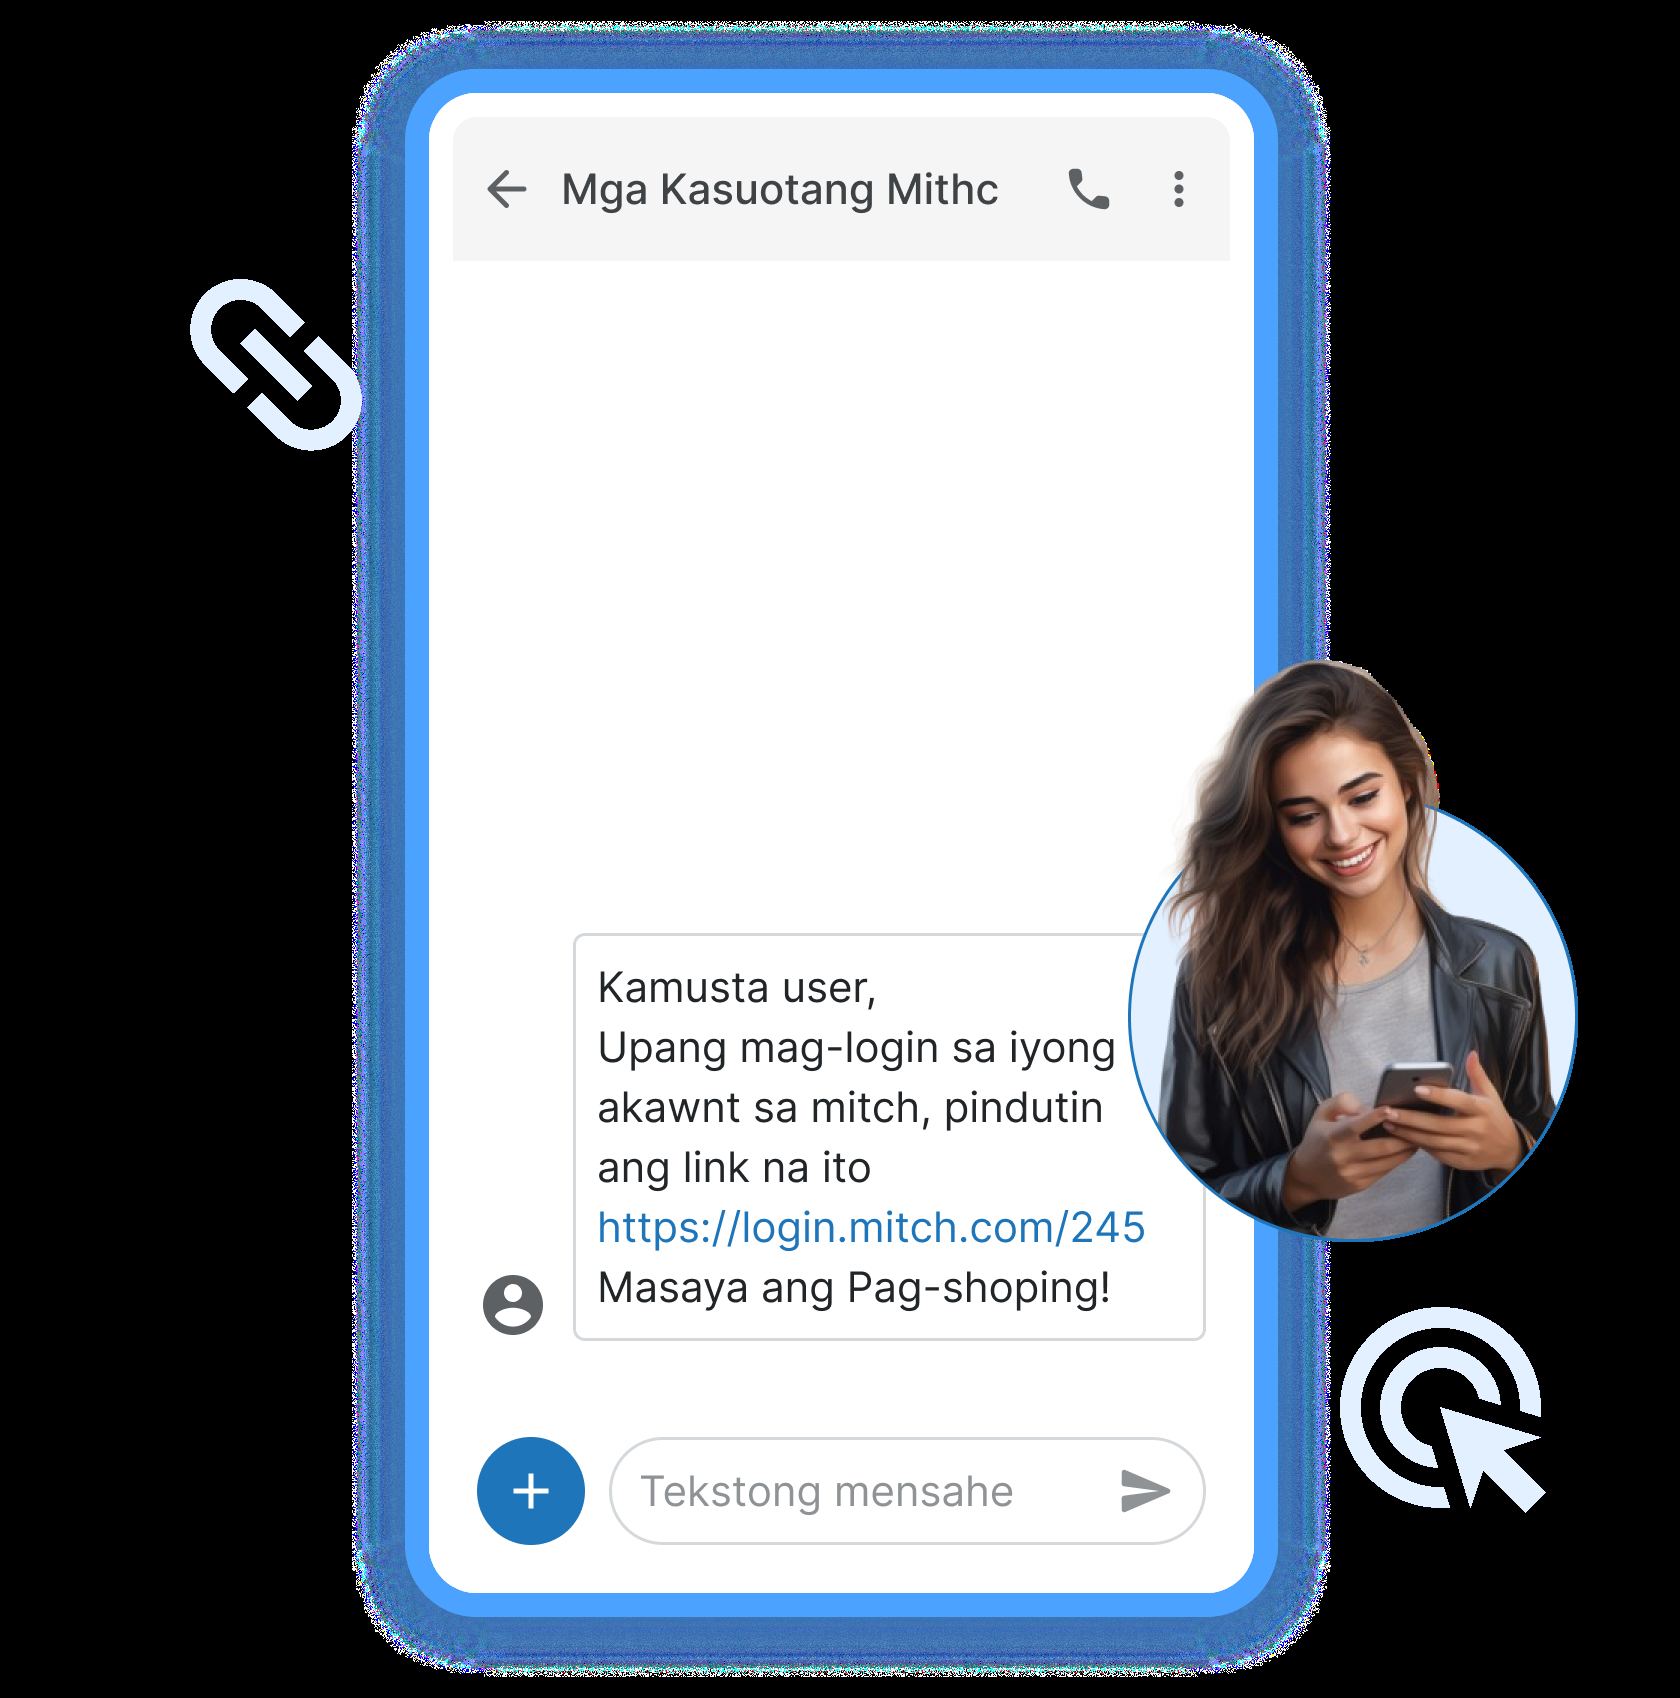 Mga Kasuotang Mithc
Kamusta user,
Upang mag-login sa iyong
akawnt sa mitch, pindutin
ang link na ito
https://login.mitch.com/245
Masaya ang Pag-shoping!
Tekstong mensahe